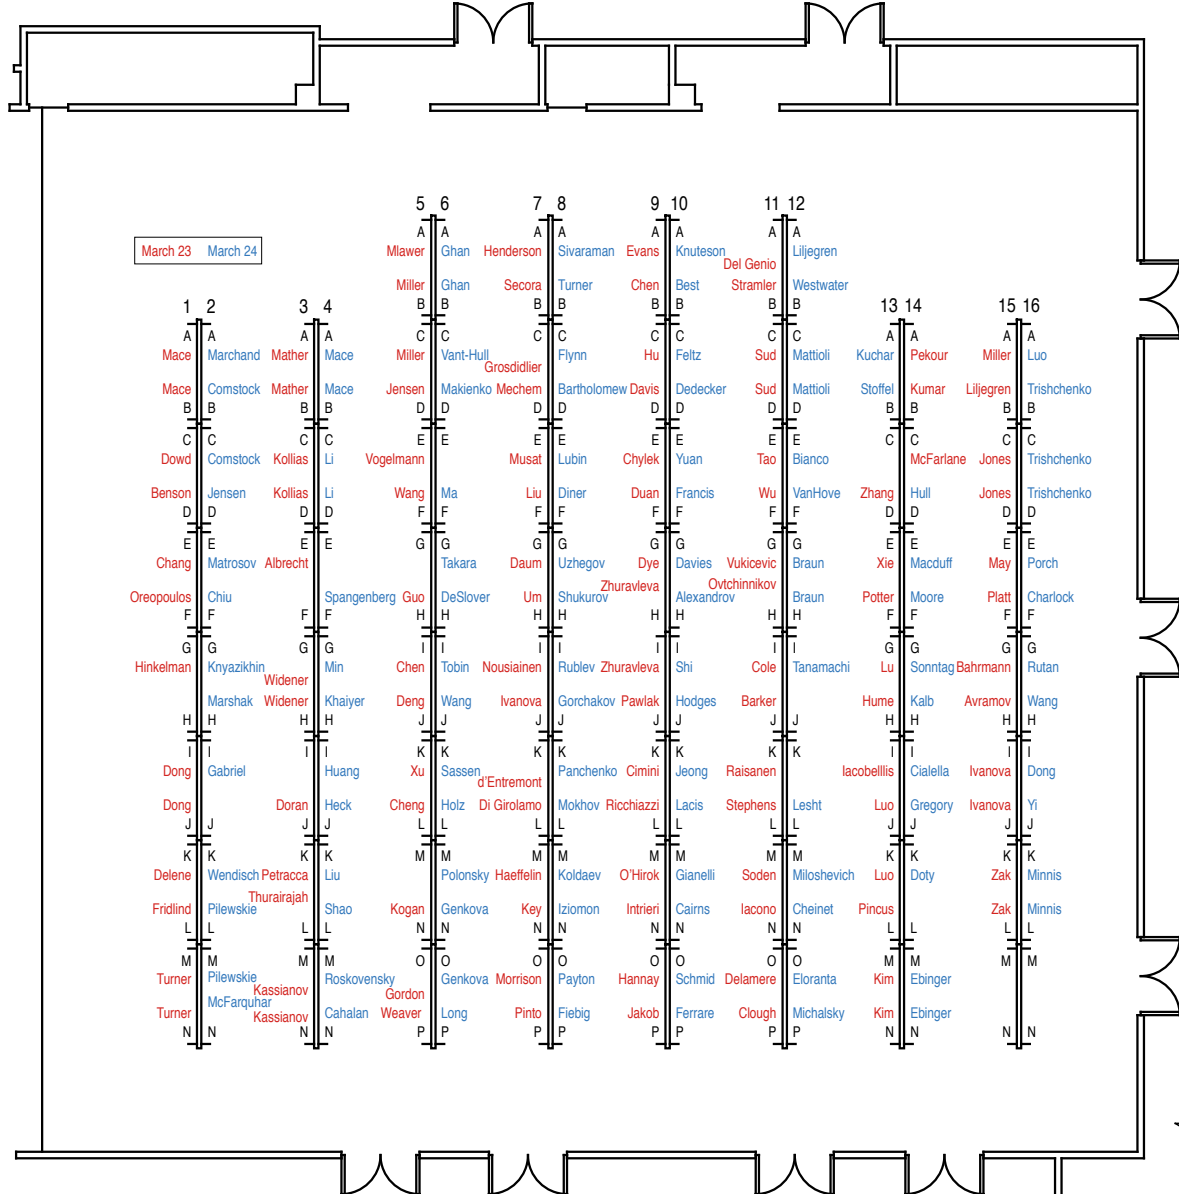 5 6 7 8 9 10 11 12
A A A A A A A A
March 23 March 24 Mlawer Ghan Henderson Sivaraman Evans Knuteson Liljegren
Del Genio
Miller Ghan Secora Turner Chen Best Stramler Westwater
B B B B B B B B
1 2 3 4 13 14 15 16
A A A A C C C C C C C C A A A A
Mace Marchand Mather Mace Miller Vant-Hull Flynn Hu Feltz Sud Mattioli Kuchar Pekour Miller Luo
Grosdidlier
Mace Comstock Mather Mace Jensen Makienko Mechem Bartholomew Davis Dedecker Sud Mattioli Stoffel Kumar Liljegren Trishchenko
B B B B D D D D D D D D B B B B
C C C C E E E E E E E E C C C
Dowd Comstock Kollias Li Vogelmann Musat Lubin Chylek Yuan Tao Bianco McFarlane Jones Trishchenko
Benson Jensen Kollias Li Wang Ma Liu Diner Duan Francis Wu VanHove Zhang Hull Jones Trishchenko
D D D D F F F F F F F F D D D D
E E E E G G G G G G G G E E E E
Chang Matrosov Albrecht Takara Daum Uzhegov Dye Davies Vukicevic Braun Xie Macduff May Porch
Zhuravleva Ovtchinnikov
Oreopoulos Chiu Spangenberg Guo DeSlover Um Shukurov Alexandrov Braun Potter Moore Platt Charlock
F F F F H H H H H H H H F F F F
G G G G I I I I I I I I G G G G
Hinkelman Knyazikhin Min Chen Tobin Nousiainen Rublev Zhuravleva Shi Cole Tanamachi Lu Sonntag Bahrmann Rutan
Widener
Marshak Widener Khaiyer Deng Wang Ivanova Gorchakov Pawlak Hodges Barker Hume Kalb Avramov Wang
H H H H J J J J J J J J H H H H
I I I I K K K K K K K K I I I I
Dong Gabriel Huang Xu Sassen Panchenko Cimini Jeong Raisanen Iacobelllis Cialella Ivanova Dong
d'Entremont
Dong Doran Heck Cheng Holz Di Girolamo Mokhov Ricchiazzi Lacis Stephens Lesht Luo Gregory Ivanova Yi
J J J J L L L L L L L L J J J J
K K K K M M M M M M M M K K K K
Delene Wendisch Petracca Liu Polonsky Haeffelin Koldaev O'Hirok Gianelli Soden Miloshevich Luo Doty Zak Minnis
Thurairajah
Fridlind Pilewskie Shao Kogan Genkova Key Iziomon Intrieri Cairns Iacono Cheinet Pincus Zak Minnis
L L L L N N N N N N N N L L L L
M M M M O O O O O O O O M M M M
Turner Pilewskie Roskovensky Genkova Morrison Payton Hannay Schmid Delamere Eloranta Kim Ebinger
Kassianov Gordon
McFarquhar
Turner Kassianov Cahalan Weaver Long Pinto Fiebig Jakob Ferrare Clough Michalsky Kim Ebinger
N N N N P P P P P P P P N N N N